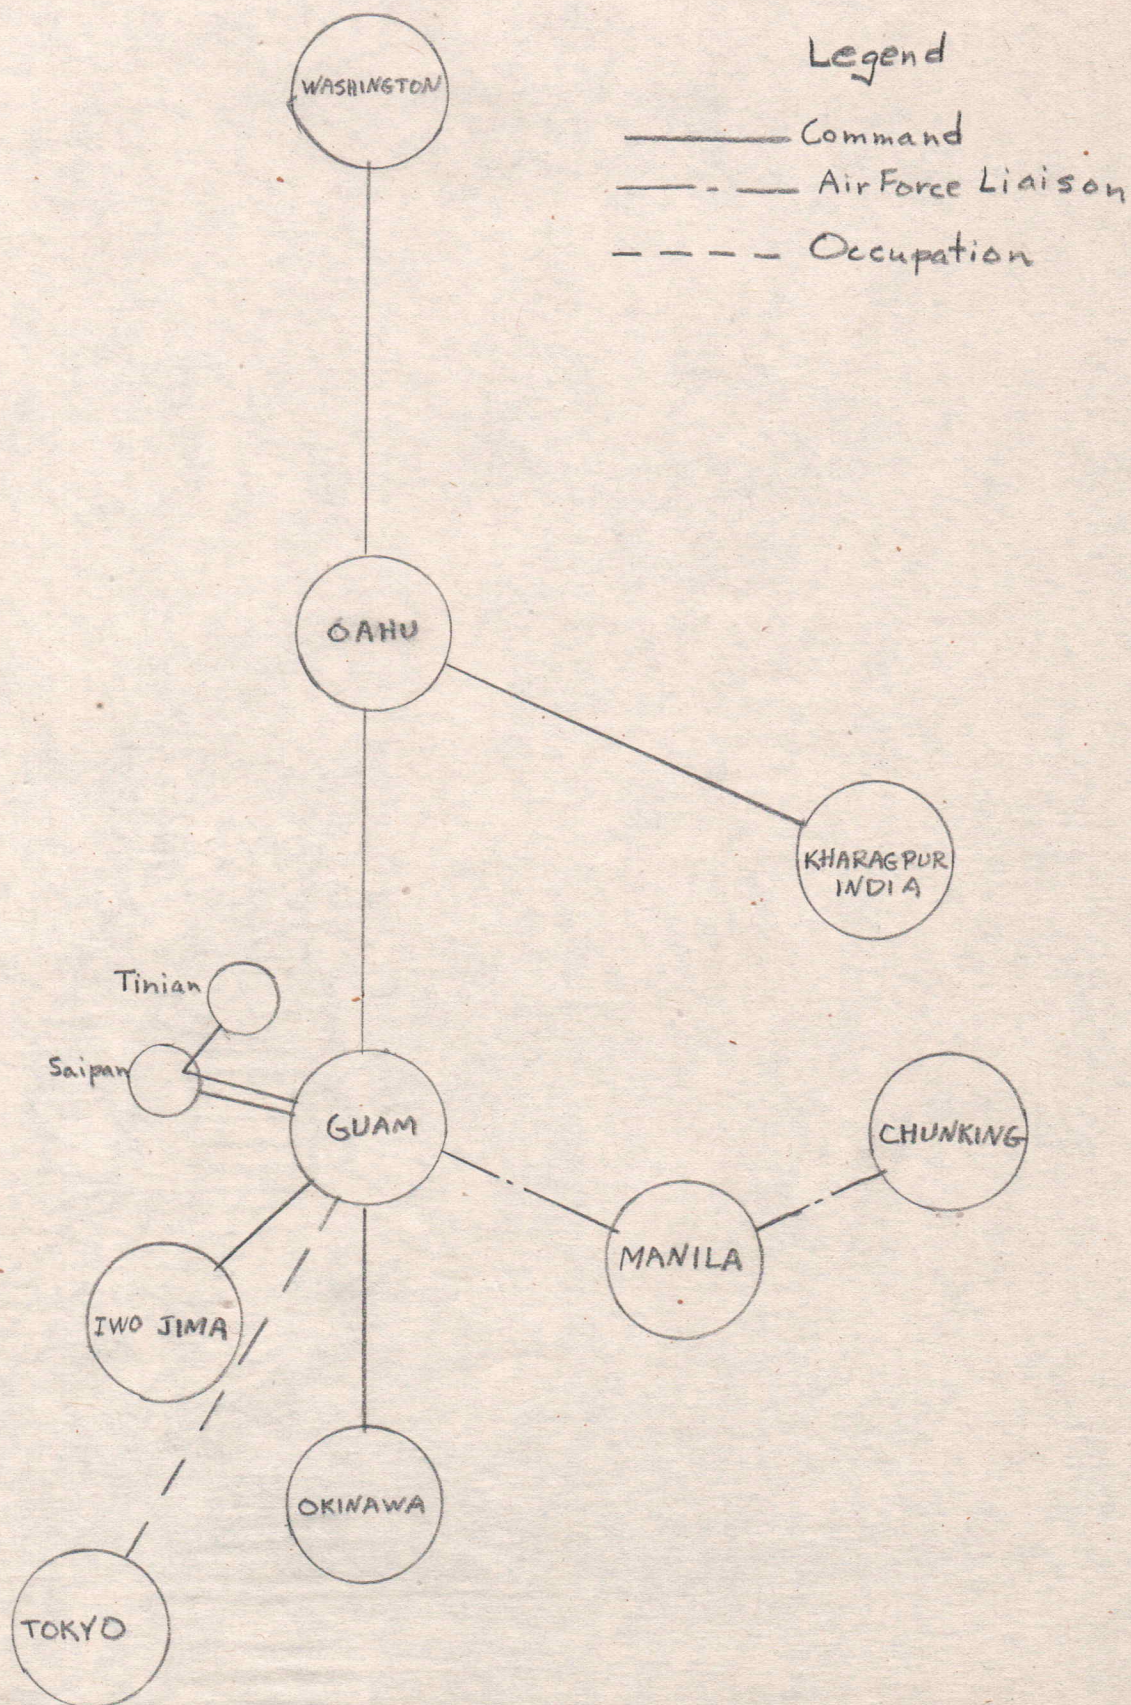 WASHINGTON
Legend
Command
Air Force Liaison
Occupation
OAHU
KHARAGPUR
INDIA
Tinian
Saipan
GUAM
CHUNKING
MANILA
IWO JIMA
OKINAWA
TOKYO